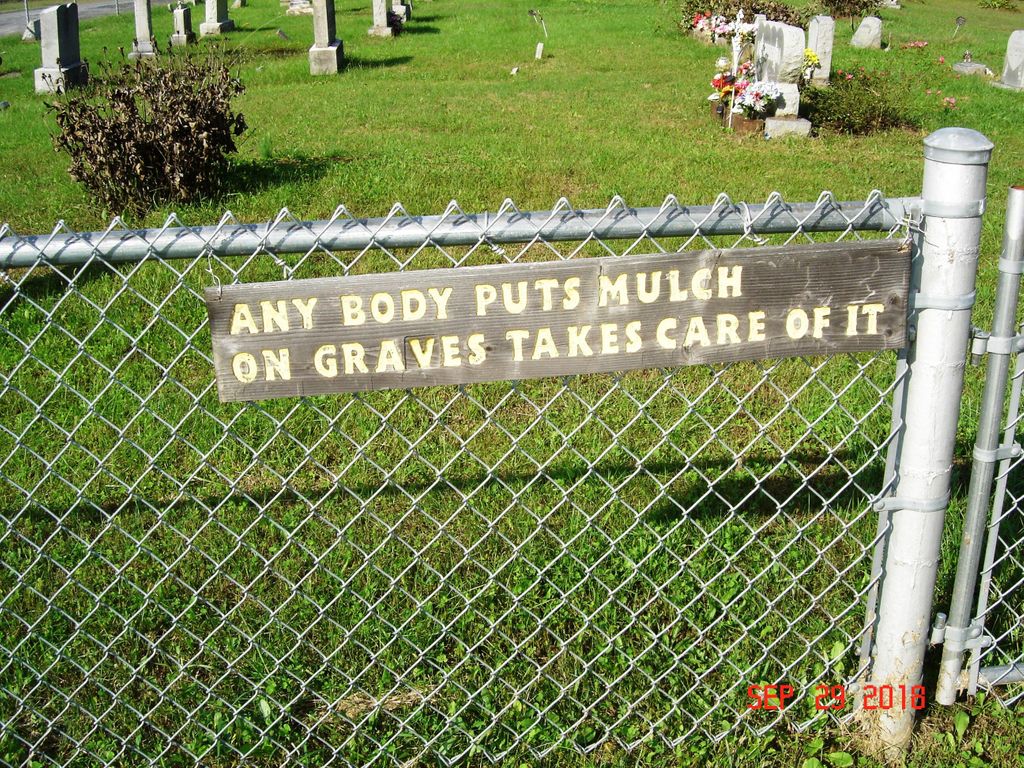 ANY BODY PUTS MULCH
ON GRAVES TAKES CARE OF IT
SEP 29 2018